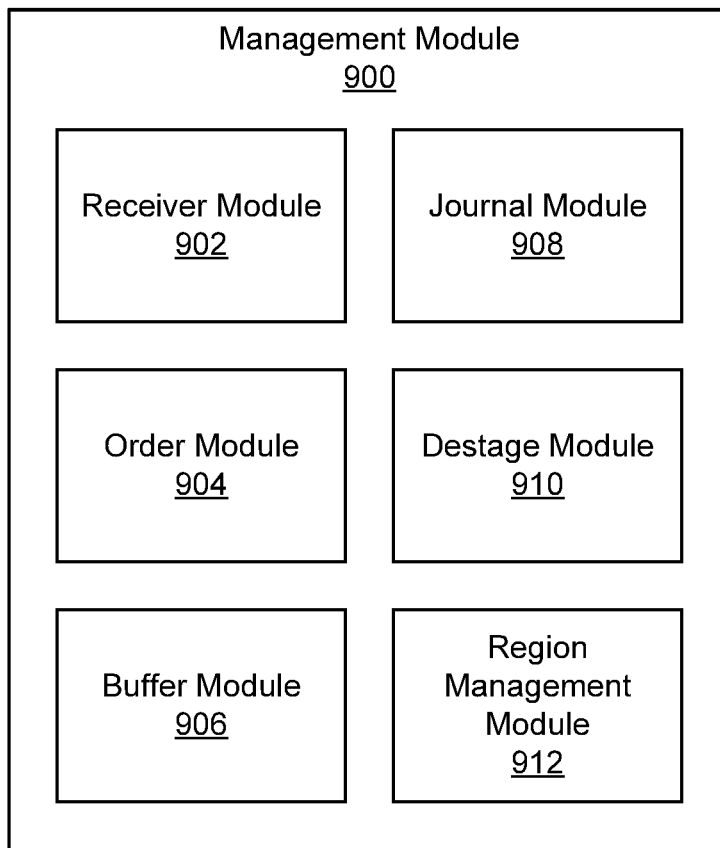 Management Module
900
Receiver Module
902
Journal Module
908
Order Module
904
Destage Module
910
Buffer Module
906
Region
Management
Module
912